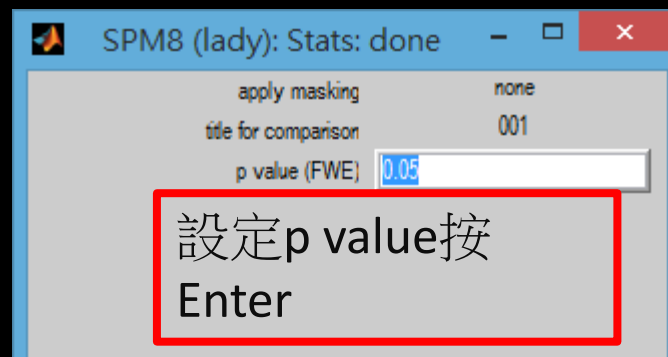 SPM8 (lady): Stats: done
apply masking none
title for comparison 001
p value (FWE) 0.05
設定p value按
Enter